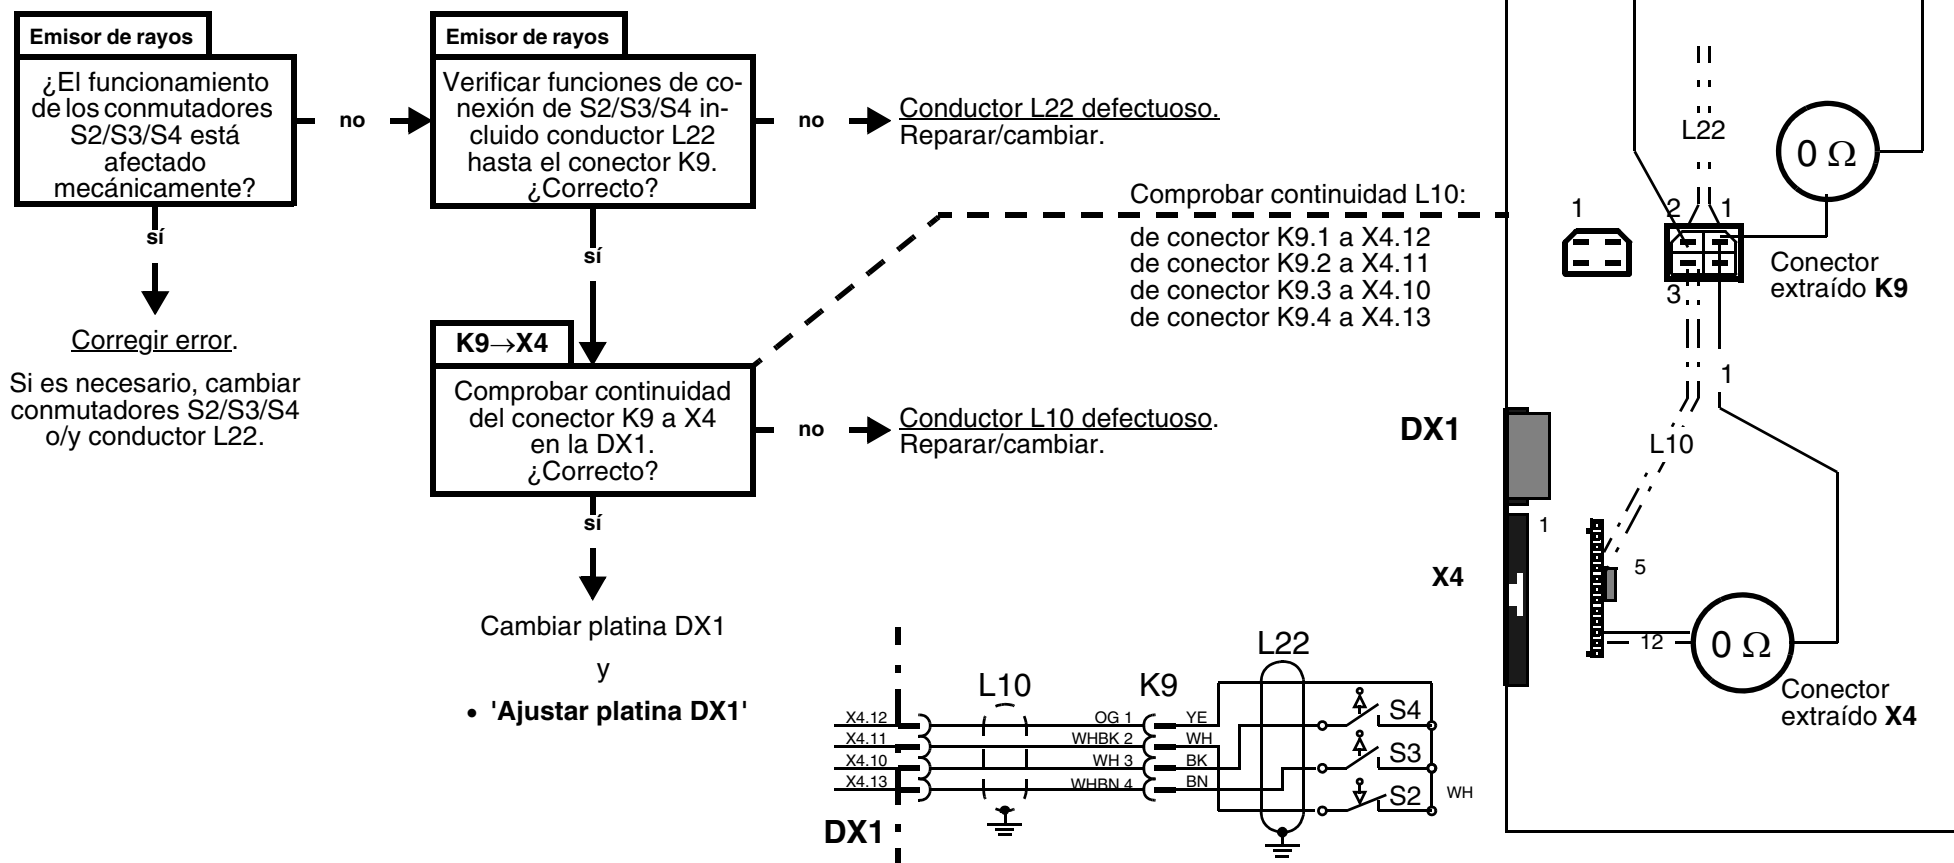 Emisor de rayos
¿El funcionamiento
de los conmutadores
S2/S3/S4 está
afectado
mecánicamente?
no
sí
Corregir error.
Si es necesario, cambiar
conmutadores S2/S3/S4
o/y conductor L22.
Emisor de rayos
Verificar funciones de co-
nexión de S2/S3/S4 in-
cluido conductor L22
hasta el conector K9.
¿Correcto?
no
Conductor L22 defectuoso.
Reparar/cambiar.
sí
K9→X4
Comprobar continuidad
del conector K9 a X4
en la DX1.
¿Correcto?
no
Conductor L10 defectuoso.
Reparar/cambiar.
sí
Cambiar platina DX1
y
• 'Ajustar platina DX1'
Comprobar continuidad L10:
de conector K9.1 a X4.12
de conector K9.2 a X4.11
de conector K9.3 a X4.10
de conector K9.4 a X4.13
L22
0 Ω
1
2
1
3
Conector
extraído K9
1
DX1
L10
1
X4
5
12
0 Ω
Conector
extraído X4
L22
L10
K9
X4.12
OG 1
YE
S4
X4.11
WHBK 2
WH
X4.10
WH 3
BK
S3
X4.13
WHBN 4
BN
S2
WH
DX1